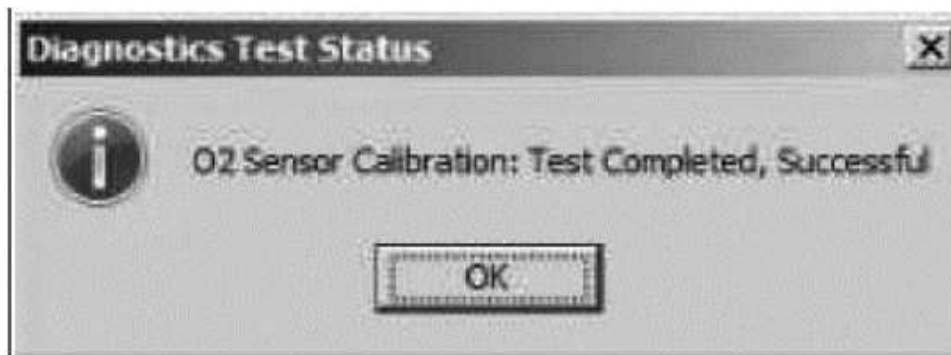 Diagnostics Test Status
O2 Sensor Calibration: Test Completed, Successful
OK